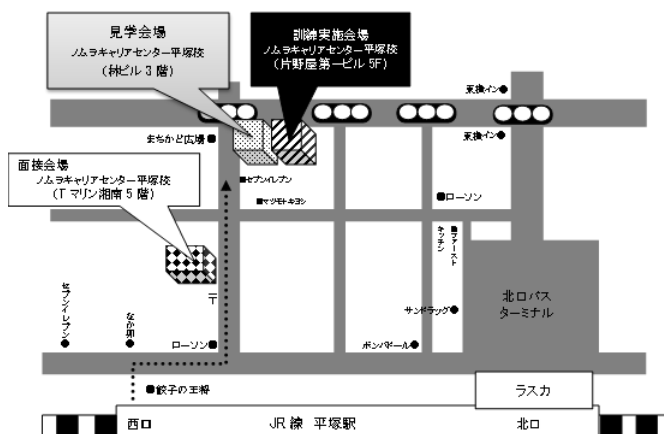 見学会場
ノムラキャリアセンター平塚校
(林ビル3階)
訓練実施会場
ノムラキャリアセンター平塚校
(片野屋第一ビル5F)
東横イン
まちかど広場
東横イン
面接会場
ノムラキャリアセンター平塚校
(Tマリン湘南5階)
セブンイレブン
マツモトキヨシ
ローソン
ファースト
キッチン
〒
セブンイレブン
なか卯
サンドラッグ
北口バス
ターミナル
ローソン
ポンパドール
餃子の王将
ラスカ
西口
JR線 平塚駅
北口